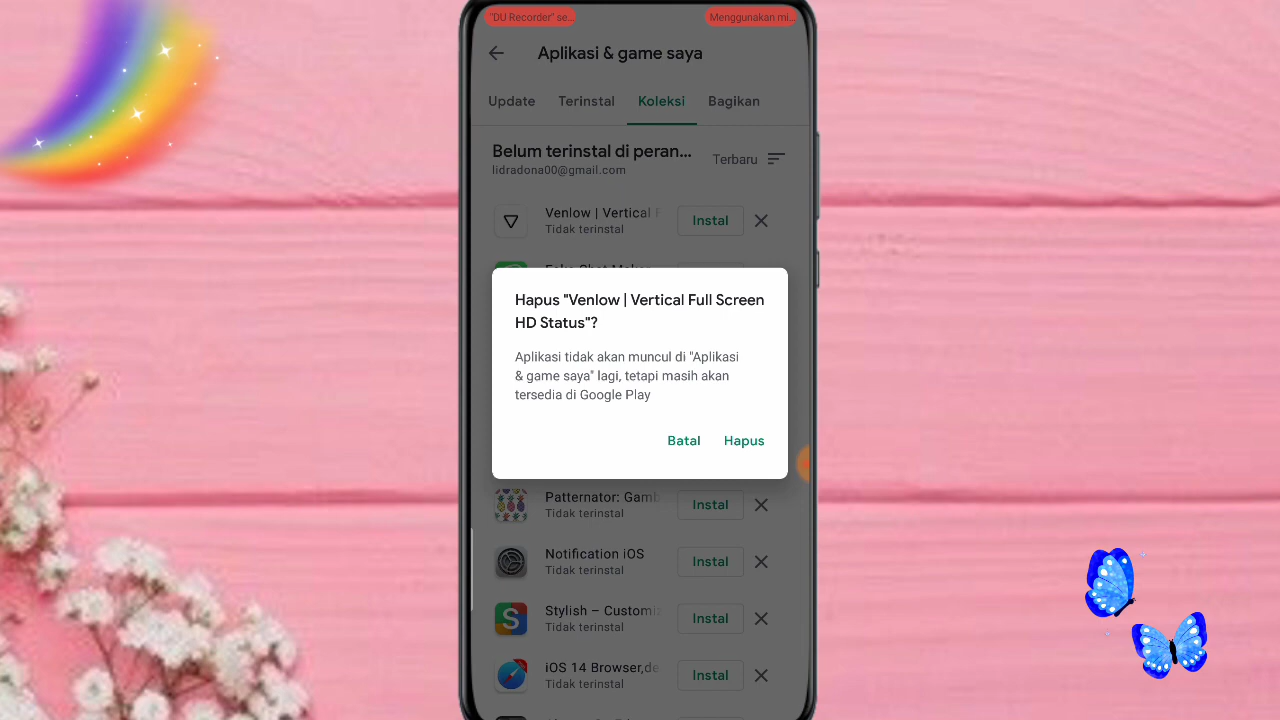 "DU Recorder" se...
Menggunakan mi...
Aplikasi & game saya
Update
Terinstal
Koleksi
Bagikan
Belum terinstal di peran...
Terbaru
lidradona00@gmail.com
Venlow | Vertical F
Tidak terinstal
Instal
Hapus "Venlow | Vertical Full Screen
HD Status"?
Aplikasi tidak akan muncul di "Aplikasi
& game saya" lagi, tetapi masih akan
tersedia di Google Play
Batal
Hapus
Patternator: Gamb
Tidak terinstal
Instal
Notification iOS
Tidak terinstal
Instal
S
Stylish – Customiz
Tidak terinstal
Instal
iOS 14 Browser,de
Tidak terinstal
Instal